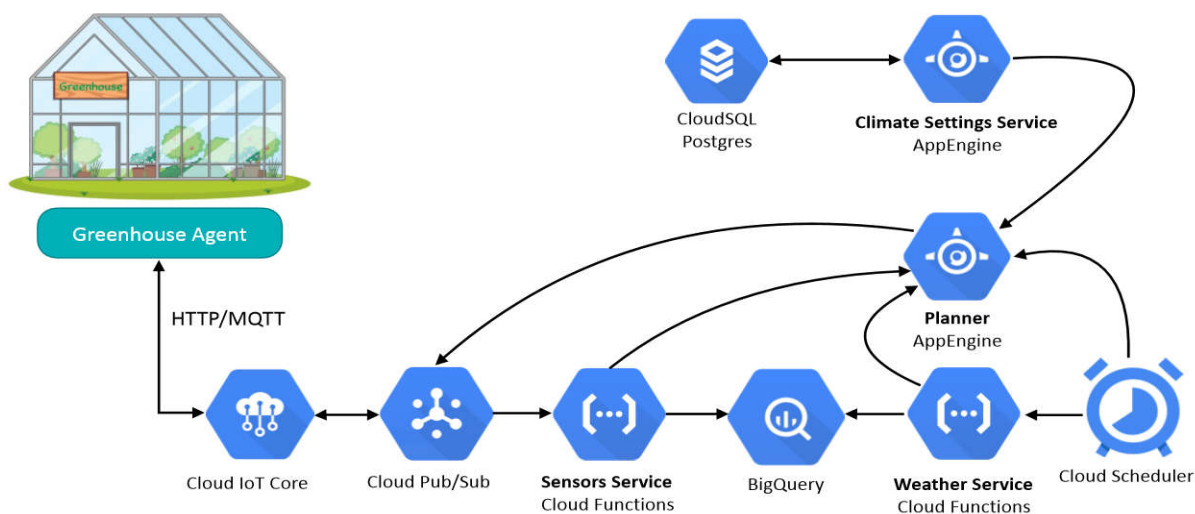 Greenhouse
Greenhouse Agent
HTTP/MQTT
CloudSQL
Postgres
Climate Settings Service
AppEngine
Planner
AppEngine
Cloud IoT Core
Cloud Pub/Sub
Sensors Service
Cloud Functions
BigQuery
Weather Service
Cloud Functions
Cloud Scheduler